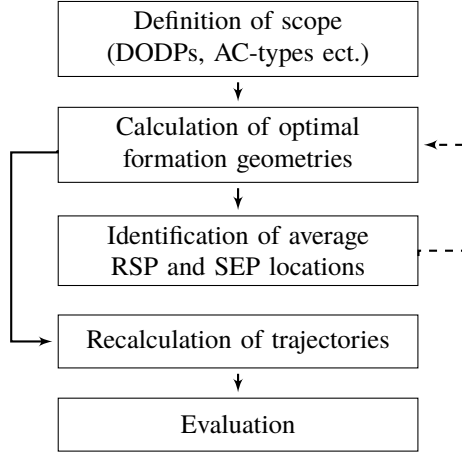 Definition of scope
(DODPs, AC-types ect.)
Calculation of optimal
formation geometries
Identification of average
RSP and SEP locations
Recalculation of trajectories
Evaluation